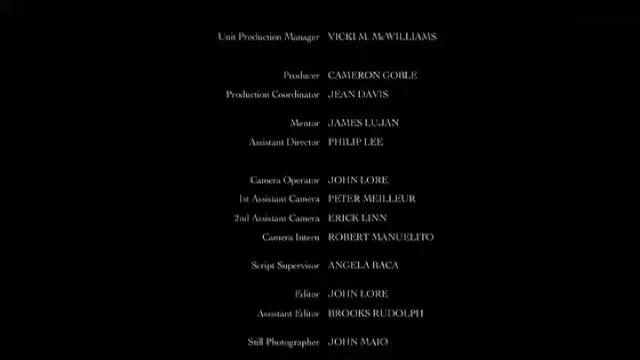 Unit Production Manager VICKI M. McWILLIAMS
Producer CAMERON GOBLE
Production Coordinator JEAN DAVIS
Mentor JAMES LUJAN
Assistant Director PHILIP LEE
Camera Operator JOHN LORE
1st Assistant Camera PETER MEILLEUR
2nd Assistant Camera ERICK LINN
Camera Intern ROBERT MANUELITO
Script Supervisor ANGELA BACA
Editor JOHN LORE
Assistant Editor BROOKS RUDOLPH
Still Photographer JOHN MAIO